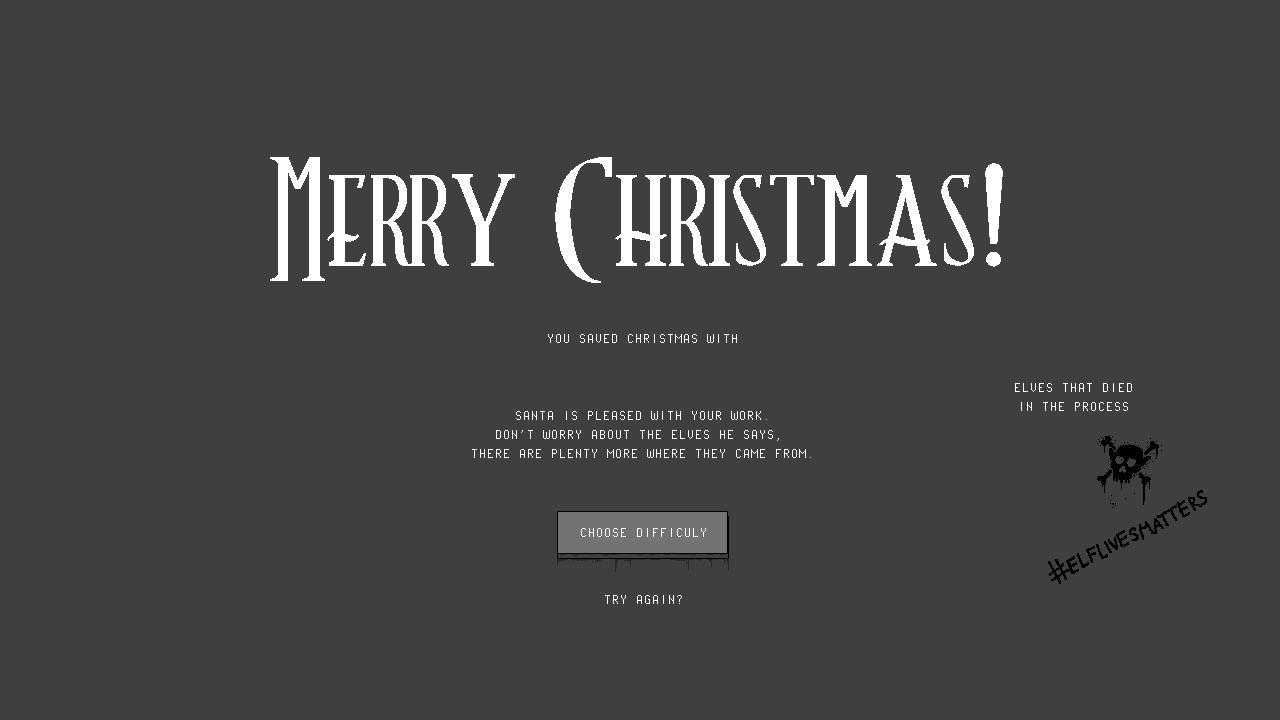 MERRY CHRISTMAS!
YOU SAVED CHRISTMAS WITH
SANTA IS PLEASED WITH YOUR WORK.
DON'T WORRY ABOUT THE ELVES HE SAYS,
THERE ARE PLENTY MORE WHERE THEY CAME FROM.
CHOOSE DIFFICULY
TRY AGAIN?
ELVES THAT DIED
IN THE PROCESS
#ELFLIVESMATTERS